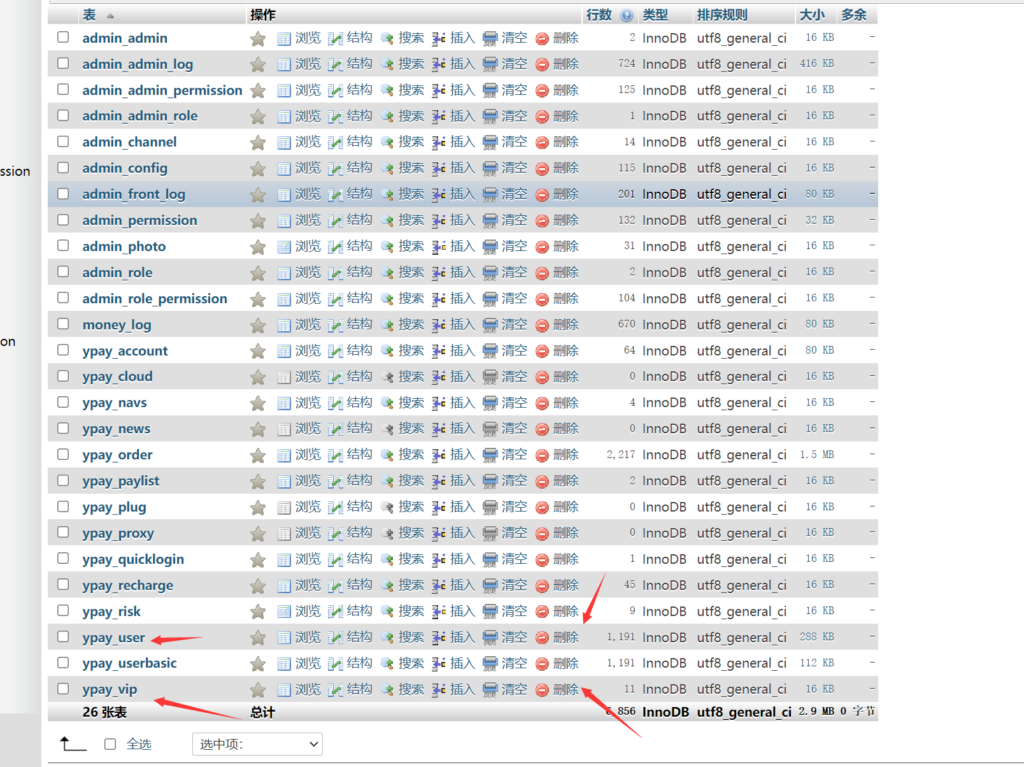 表 操作 行数 类型 排序规则 大小 多余
admin_admin 浏览 结构 搜索 插入 清空 删除 2 InnoDB utf8_general_ci 16 KB -
admin_admin_log 浏览 结构 搜索 插入 清空 删除 724 InnoDB utf8_general_ci 416 KB -
admin_admin_permission 浏览 结构 搜索 插入 清空 删除 125 InnoDB utf8_general_ci 16 KB -
admin_admin_role 浏览 结构 搜索 插入 清空 删除 1 InnoDB utf8_general_ci 16 KB -
admin_channel 浏览 结构 搜索 插入 清空 删除 14 InnoDB utf8_general_ci 16 KB -
ssion
admin_config 浏览 结构 搜索 插入 清空 删除 115 InnoDB utf8_general_ci 16 KB -
admin_front_log 浏览 结构 搜索 插入 清空 删除 201 InnoDB utf8_general_ci 80 KB -
admin_permission 浏览 结构 搜索 插入 清空 删除 132 InnoDB utf8_general_ci 32 KB -
admin_photo 浏览 结构 搜索 插入 清空 删除 31 InnoDB utf8_general_ci 16 KB -
admin_role 浏览 结构 搜索 插入 清空 删除 2 InnoDB utf8_general_ci 16 KB -
admin_role_permission 浏览 结构 搜索 插入 清空 删除 104 InnoDB utf8_general_ci 16 KB -
money_log 浏览 结构 搜索 插入 清空 删除 670 InnoDB utf8_general_ci 80 KB -
on
ypay_account 浏览 结构 搜索 插入 清空 删除 64 InnoDB utf8_general_ci 80 KB -
ypay_cloud 浏览 结构 搜索 插入 清空 删除 0 InnoDB utf8_general_ci 16 KB -
ypay_navs 浏览 结构 搜索 插入 清空 删除 4 InnoDB utf8_general_ci 16 KB -
ypay_news 浏览 结构 搜索 插入 清空 删除 0 InnoDB utf8_general_ci 16 KB -
ypay_order 浏览 结构 搜索 插入 清空 删除 2,217 InnoDB utf8_general_ci 1.5 MB -
ypay_paylist 浏览 结构 搜索 插入 清空 删除 2 InnoDB utf8_general_ci 16 KB -
ypay_plug 浏览 结构 搜索 插入 清空 删除 0 InnoDB utf8_general_ci 16 KB -
ypay_proxy 浏览 结构 搜索 插入 清空 删除 0 InnoDB utf8_general_ci 16 KB -
ypay_quicklogin 浏览 结构 搜索 插入 清空 删除 1 InnoDB utf8_general_ci 16 KB -
ypay_recharge 浏览 结构 搜索 插入 清空 删除 45 InnoDB utf8_general_ci 16 KB -
ypay_risk 浏览 结构 搜索 插入 清空 删除 9 InnoDB utf8_general_ci 16 KB -
ypay_user 浏览 结构 搜索 插入 清空 删除 1,191 InnoDB utf8_general_ci 288 KB -
ypay_userbasic 浏览 结构 搜索 插入 清空 删除 1,191 InnoDB utf8_general_ci 112 KB -
ypay_vip 浏览 结构 搜索 插入 清空 删除 11 InnoDB utf8_general_ci 16 KB -
26 张表 总计 6,856 InnoDB utf8_general_ci 2.9 MB 0 字节
全选 选中项: